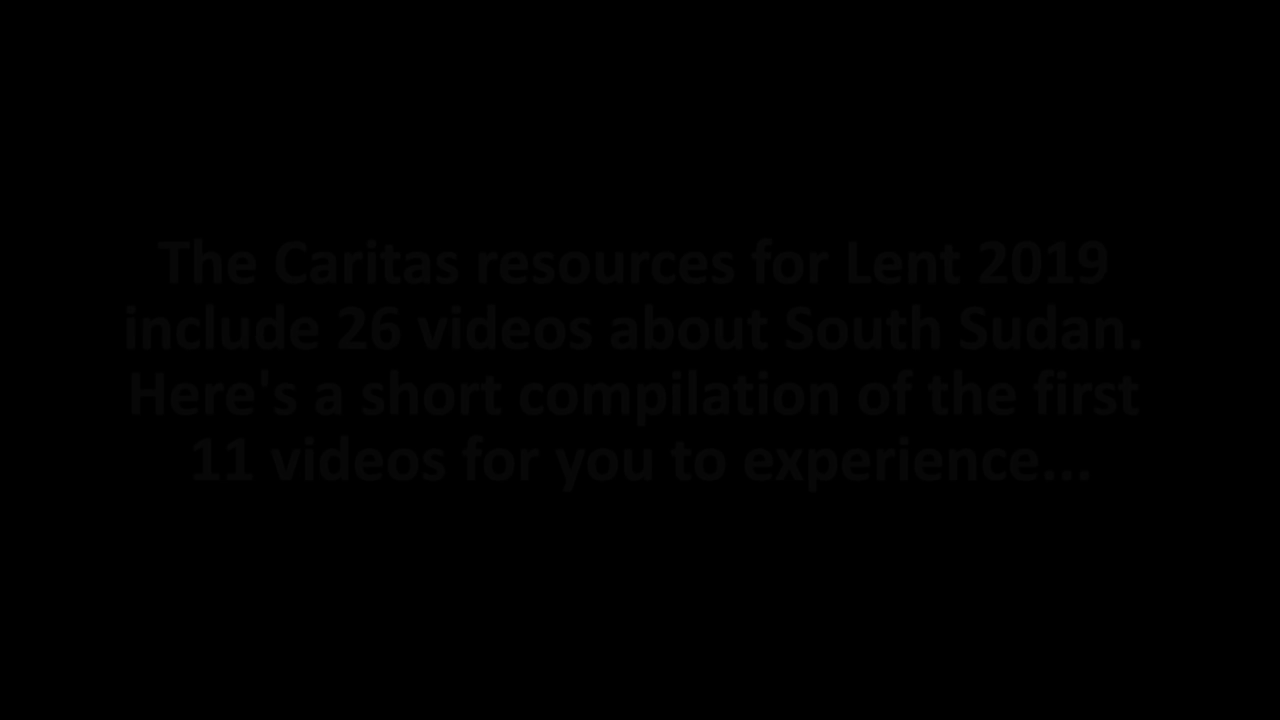 The Caritas resources for Lent 2019
include 26 videos about South Sudan.
Here's a short compilation of the first
11 videos for you to experience...